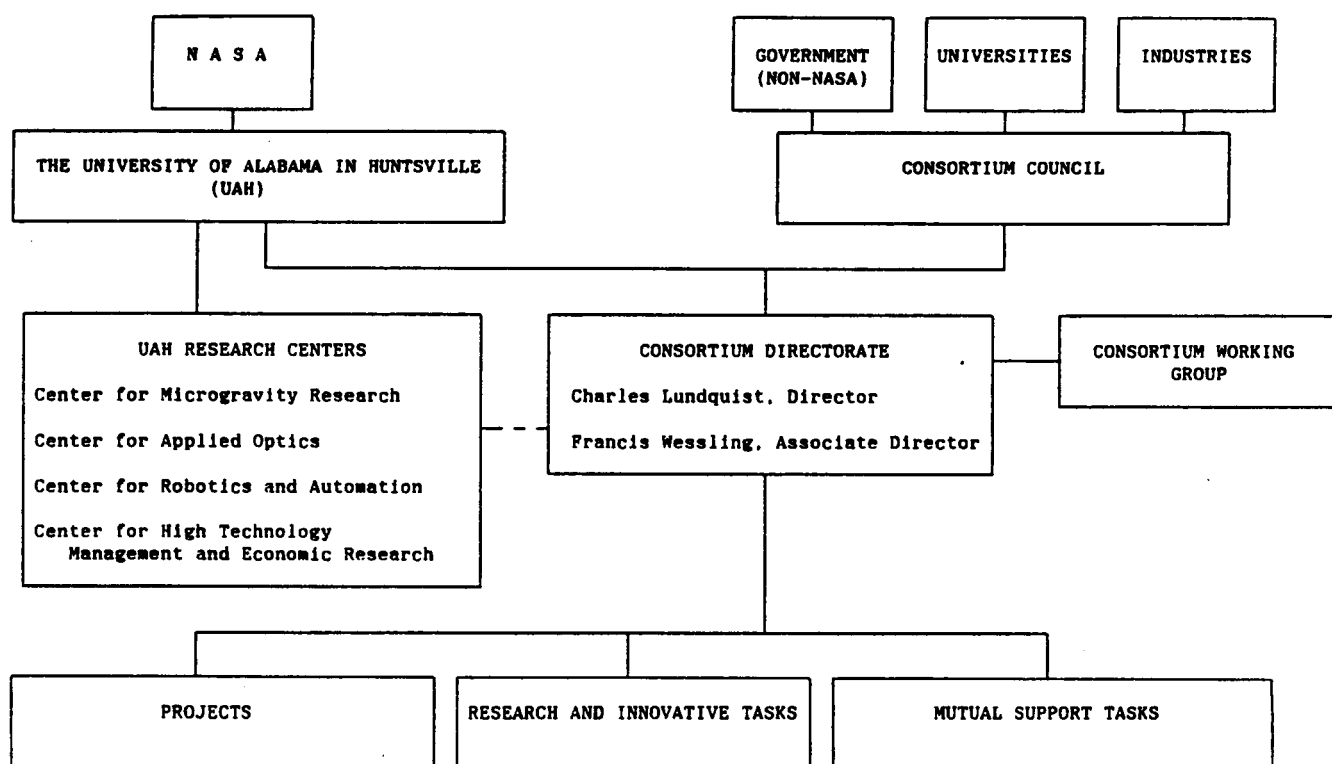 N A S A
GOVERNMENT
(NON-NASA)
UNIVERSITIES
INDUSTRIES
THE UNIVERSITY OF ALABAMA IN HUNTSVILLE
(UAH)
CONSORTIUM COUNCIL
UAH RESEARCH CENTERS
Center for Microgravity Research
Center for Applied Optics
Center for Robotics and Automation
Center for High Technology
Management and Economic Research
CONSORTIUM DIRECTORATE
Charles Lundquist, Director
Francis Wessling, Associate Director
CONSORTIUM WORKING
GROUP
PROJECTS
RESEARCH AND INNOVATIVE TASKS
MUTUAL SUPPORT TASKS